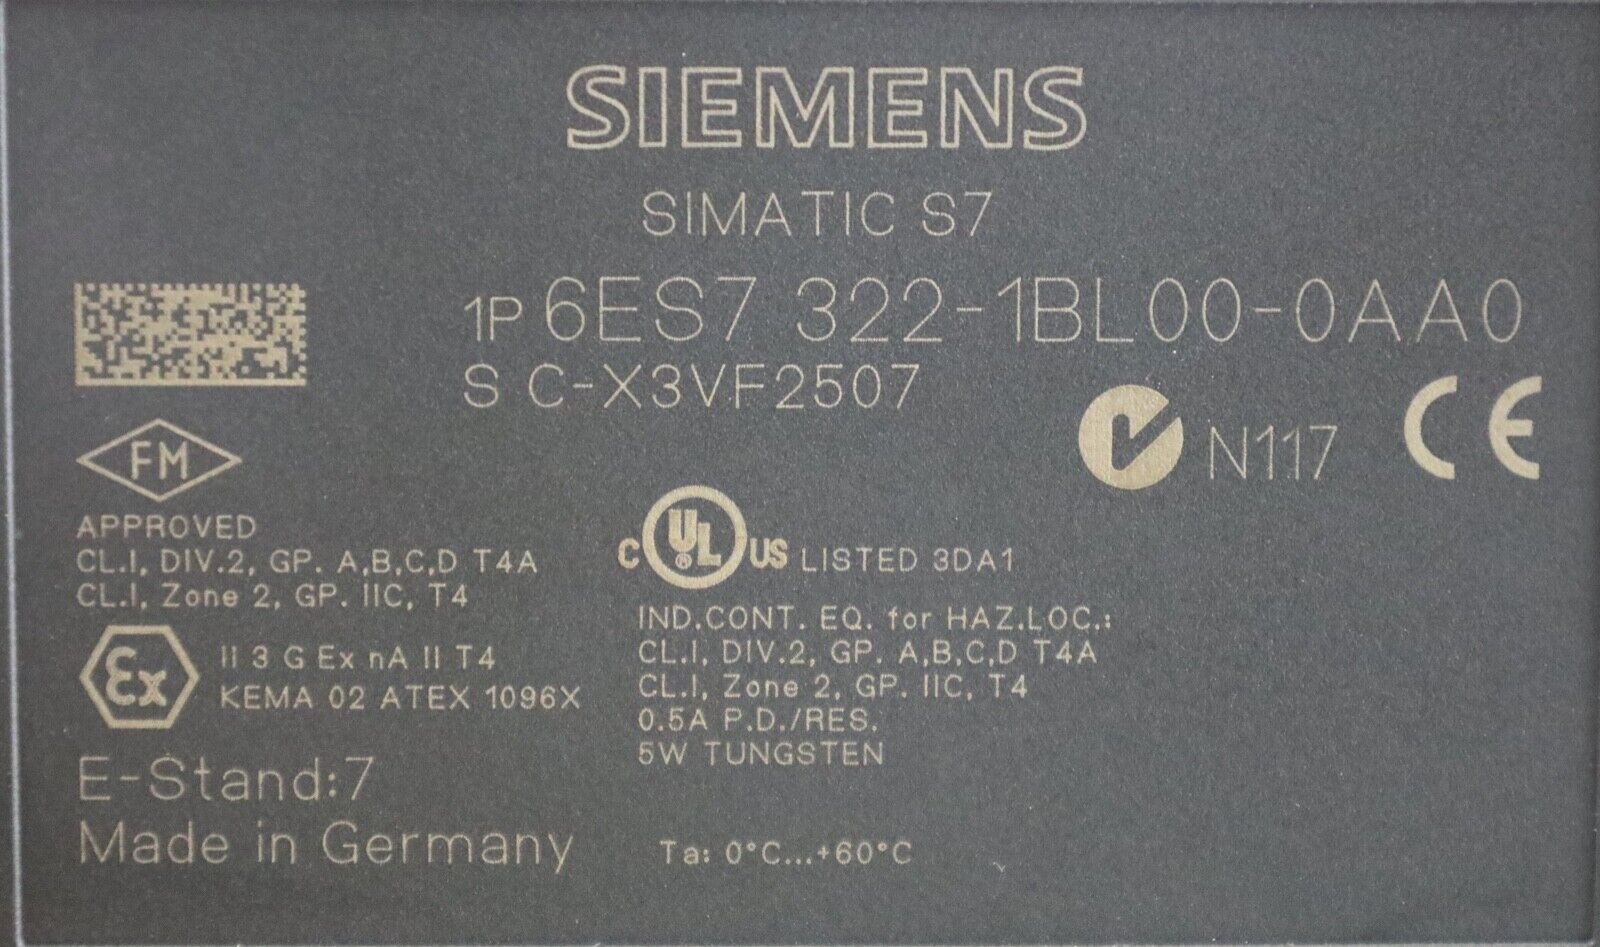 SIEMENS
SIMATIC S7
1P 6ES7 322-1BL00-0AA0
S C-X3VF2507
N117 CE
FM
APPROVED
CL.I, DIV.2, GP. A,B,C,D T4A
CL.I, Zone 2, GP. IIC, T4
C UL ® US LISTED 3DA1
IND.CONT. EQ. for HAZ.LOC.:
CL.I, DIV.2, GP. A,B,C,D T4A
CL.I, Zone 2, GP. IIC, T4
0.5A P.D./RES.
5W TUNGSTEN
Ex II 3 G Ex nA II T4
KEMA 02 ATEX 1096X
E-Stand:7
Made in Germany
Ta: 0°C...+60°C